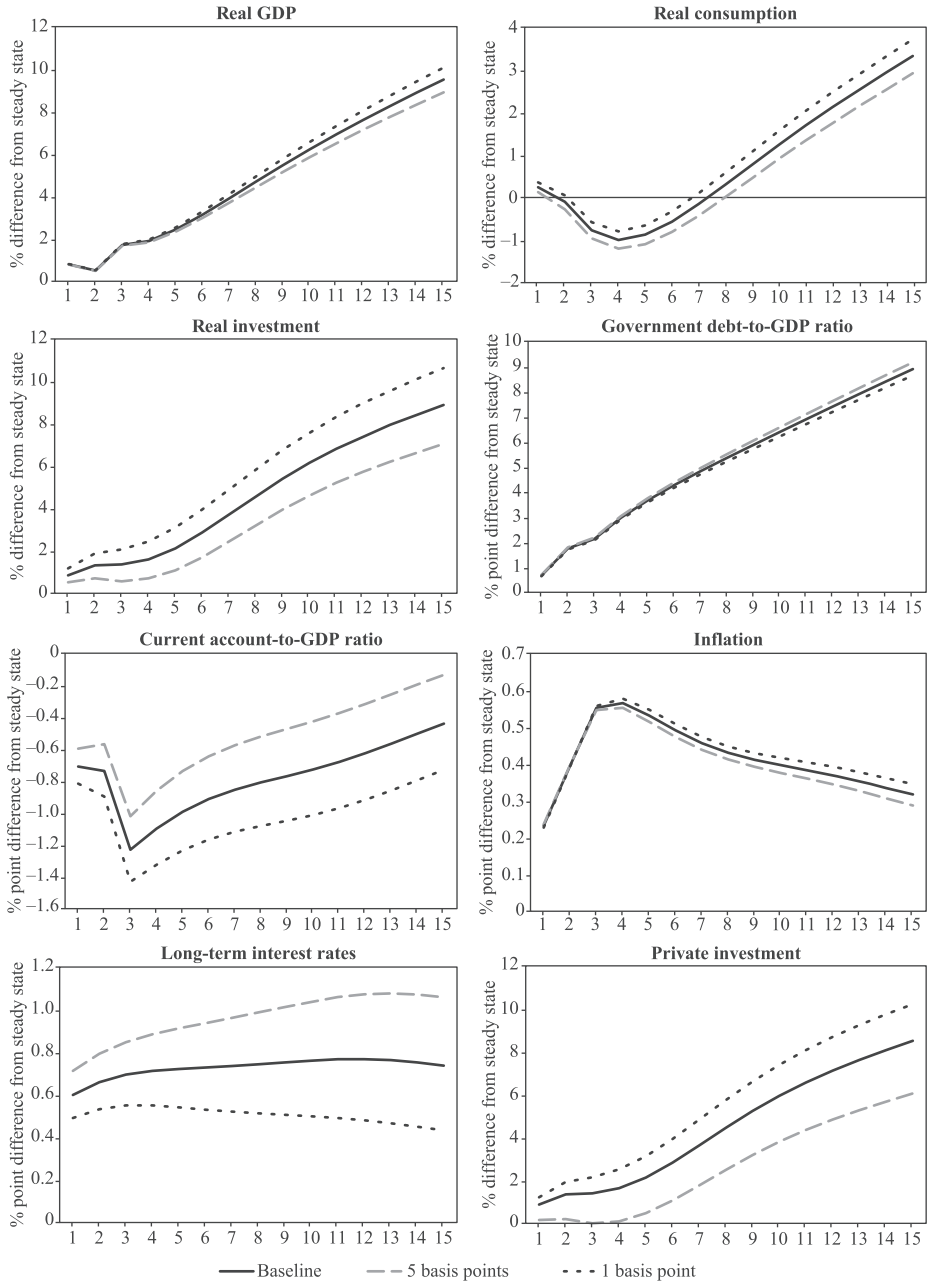 Real GDP
% difference from steady state
12
10
8
6
4
2
0
1 2 3 4 5 6 7 8 9 10 11 12 13 14 15
Real consumption
% difference from steady state
4
3
2
1
0
−1
−2
1 2 3 4 5 6 7 8 9 10 11 12 13 14 15
Real investment
% difference from steady state
12
10
8
6
4
2
0
1 2 3 4 5 6 7 8 9 10 11 12 13 14 15
Government debt-to-GDP ratio
% point difference from steady state
10
9
8
7
6
5
4
3
2
1
0
1 2 3 4 5 6 7 8 9 10 11 12 13 14 15
Current account-to-GDP ratio
% point difference from steady state
0
−0.2
−0.4
−0.6
−0.8
−1.0
−1.2
−1.4
−1.6
1 2 3 4 5 6 7 8 9 10 11 12 13 14 15
Inflation
% point difference from steady state
0.7
0.6
0.5
0.4
0.3
0.2
0.1
0
1 2 3 4 5 6 7 8 9 10 11 12 13 14 15
Long-term interest rates
% point difference from steady state
1.2
1.0
0.8
0.6
0.4
0.2
0
1 2 3 4 5 6 7 8 9 10 11 12 13 14 15
Private investment
% difference from steady state
12
10
8
6
4
2
0
1 2 3 4 5 6 7 8 9 10 11 12 13 14 15
Baseline 5 basis points 1 basis point